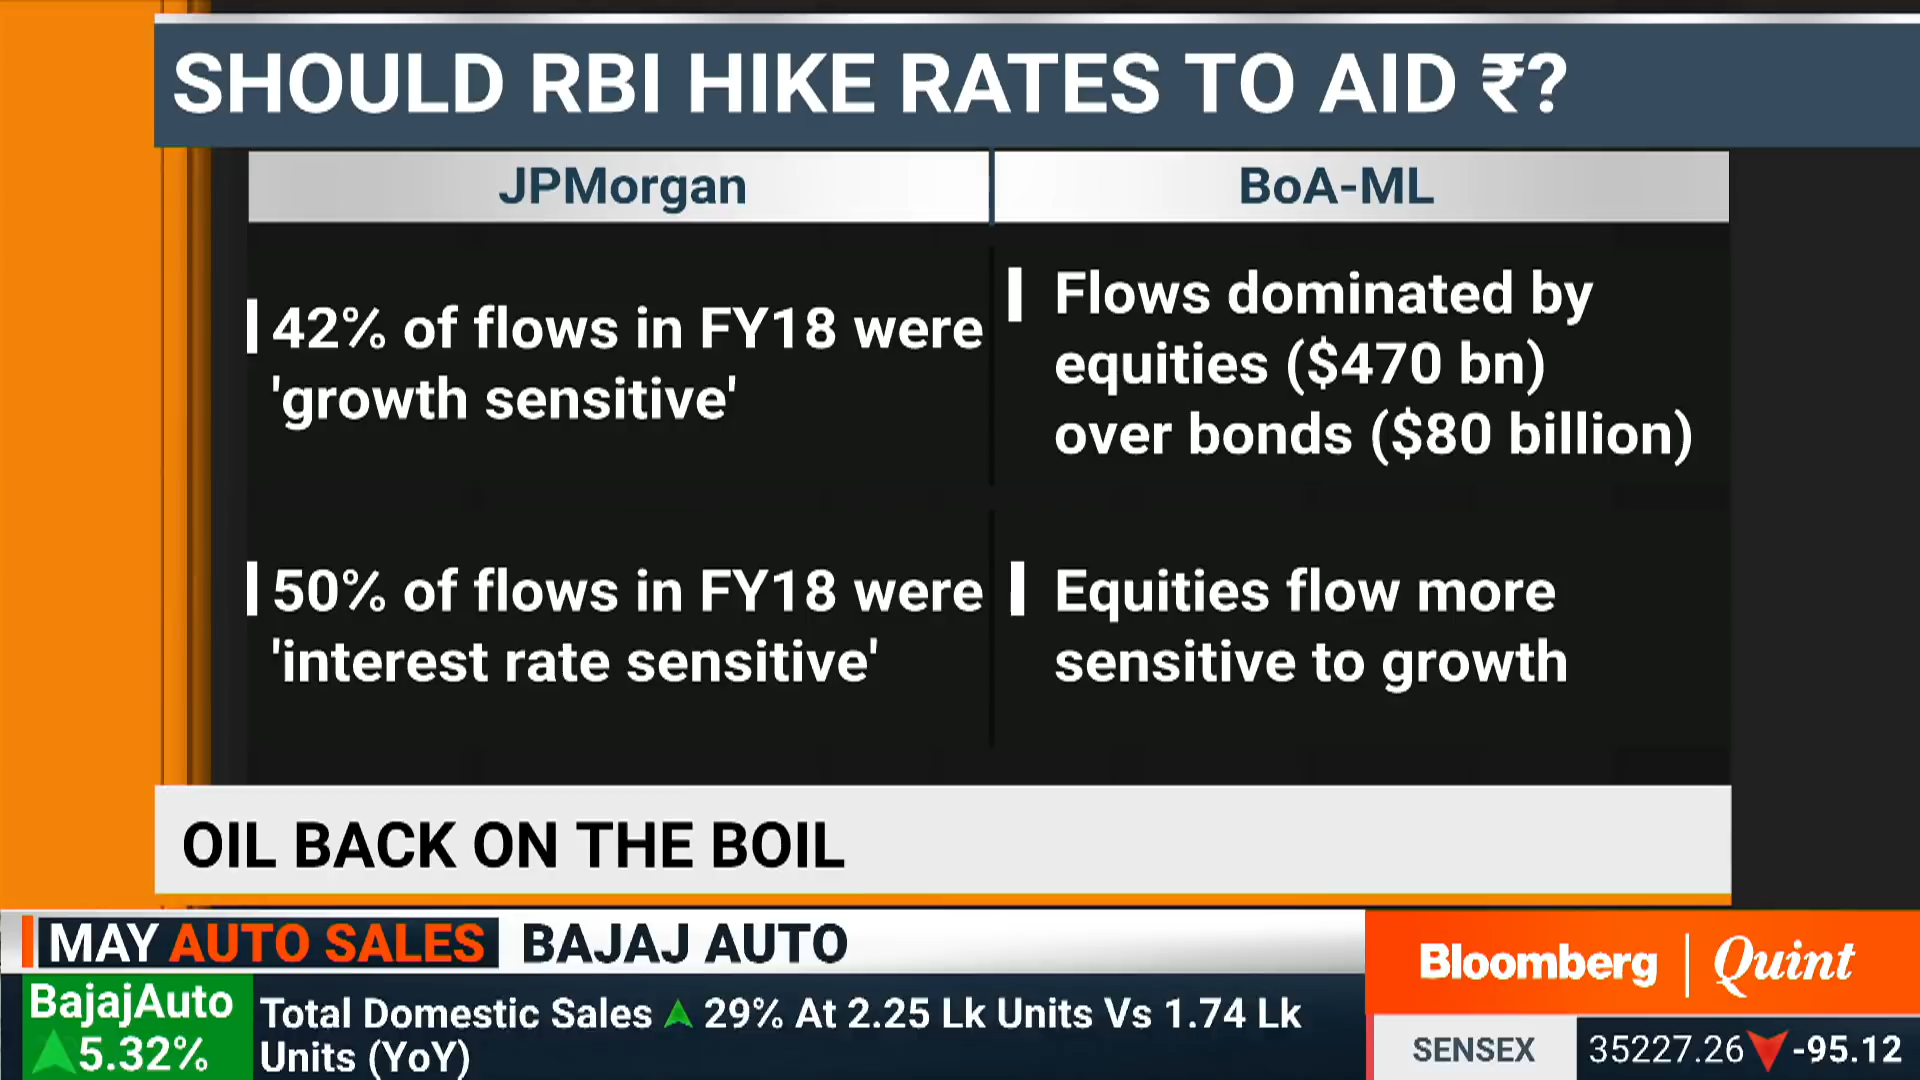 SHOULD RBI HIKE RATES TO AID ₹?
JPMorgan
BoA-ML
42% of flows in FY18 were
'growth sensitive'
Flows dominated by
equities ($470 bn)
over bonds ($80 billion)
50% of flows in FY18 were
'interest rate sensitive'
Equities flow more
sensitive to growth
OIL BACK ON THE BOIL
MAY AUTO SALES
BAJAJ AUTO
BajajAuto
5.32%
Total Domestic Sales ▲ 29% At 2.25 Lk Units Vs 1.74 Lk
Units (YoY)
Bloomberg | Quint
SENSEX 35227.26 ▼ -95.12